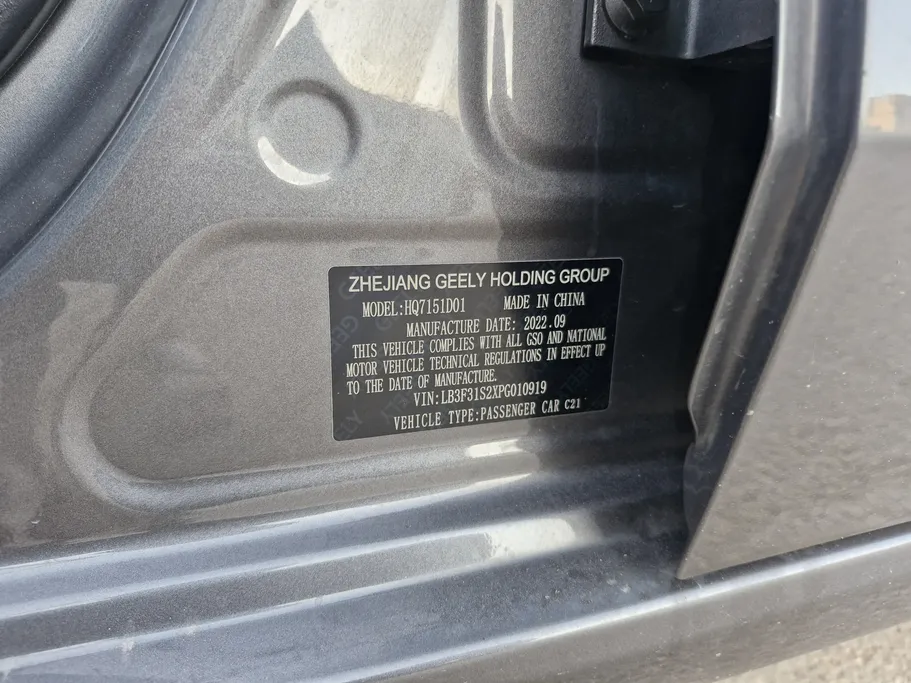 ZHEJIANG GEELY HOLDING GROUP
MODEL:HQ7151D01 MADE IN CHINA
MANUFACTURE DATE: 2022.09
THIS VEHICLE COMPLIES WITH ALL GSO AND NATIONAL
MOTOR VEHICLE TECHNICAL REGULATIONS IN EFFECT UP
TO THE DATE OF MANUFACTURE.
VIN:LB3F31S2XPG010919
VEHICLE TYPE:PASSENGER CAR C21